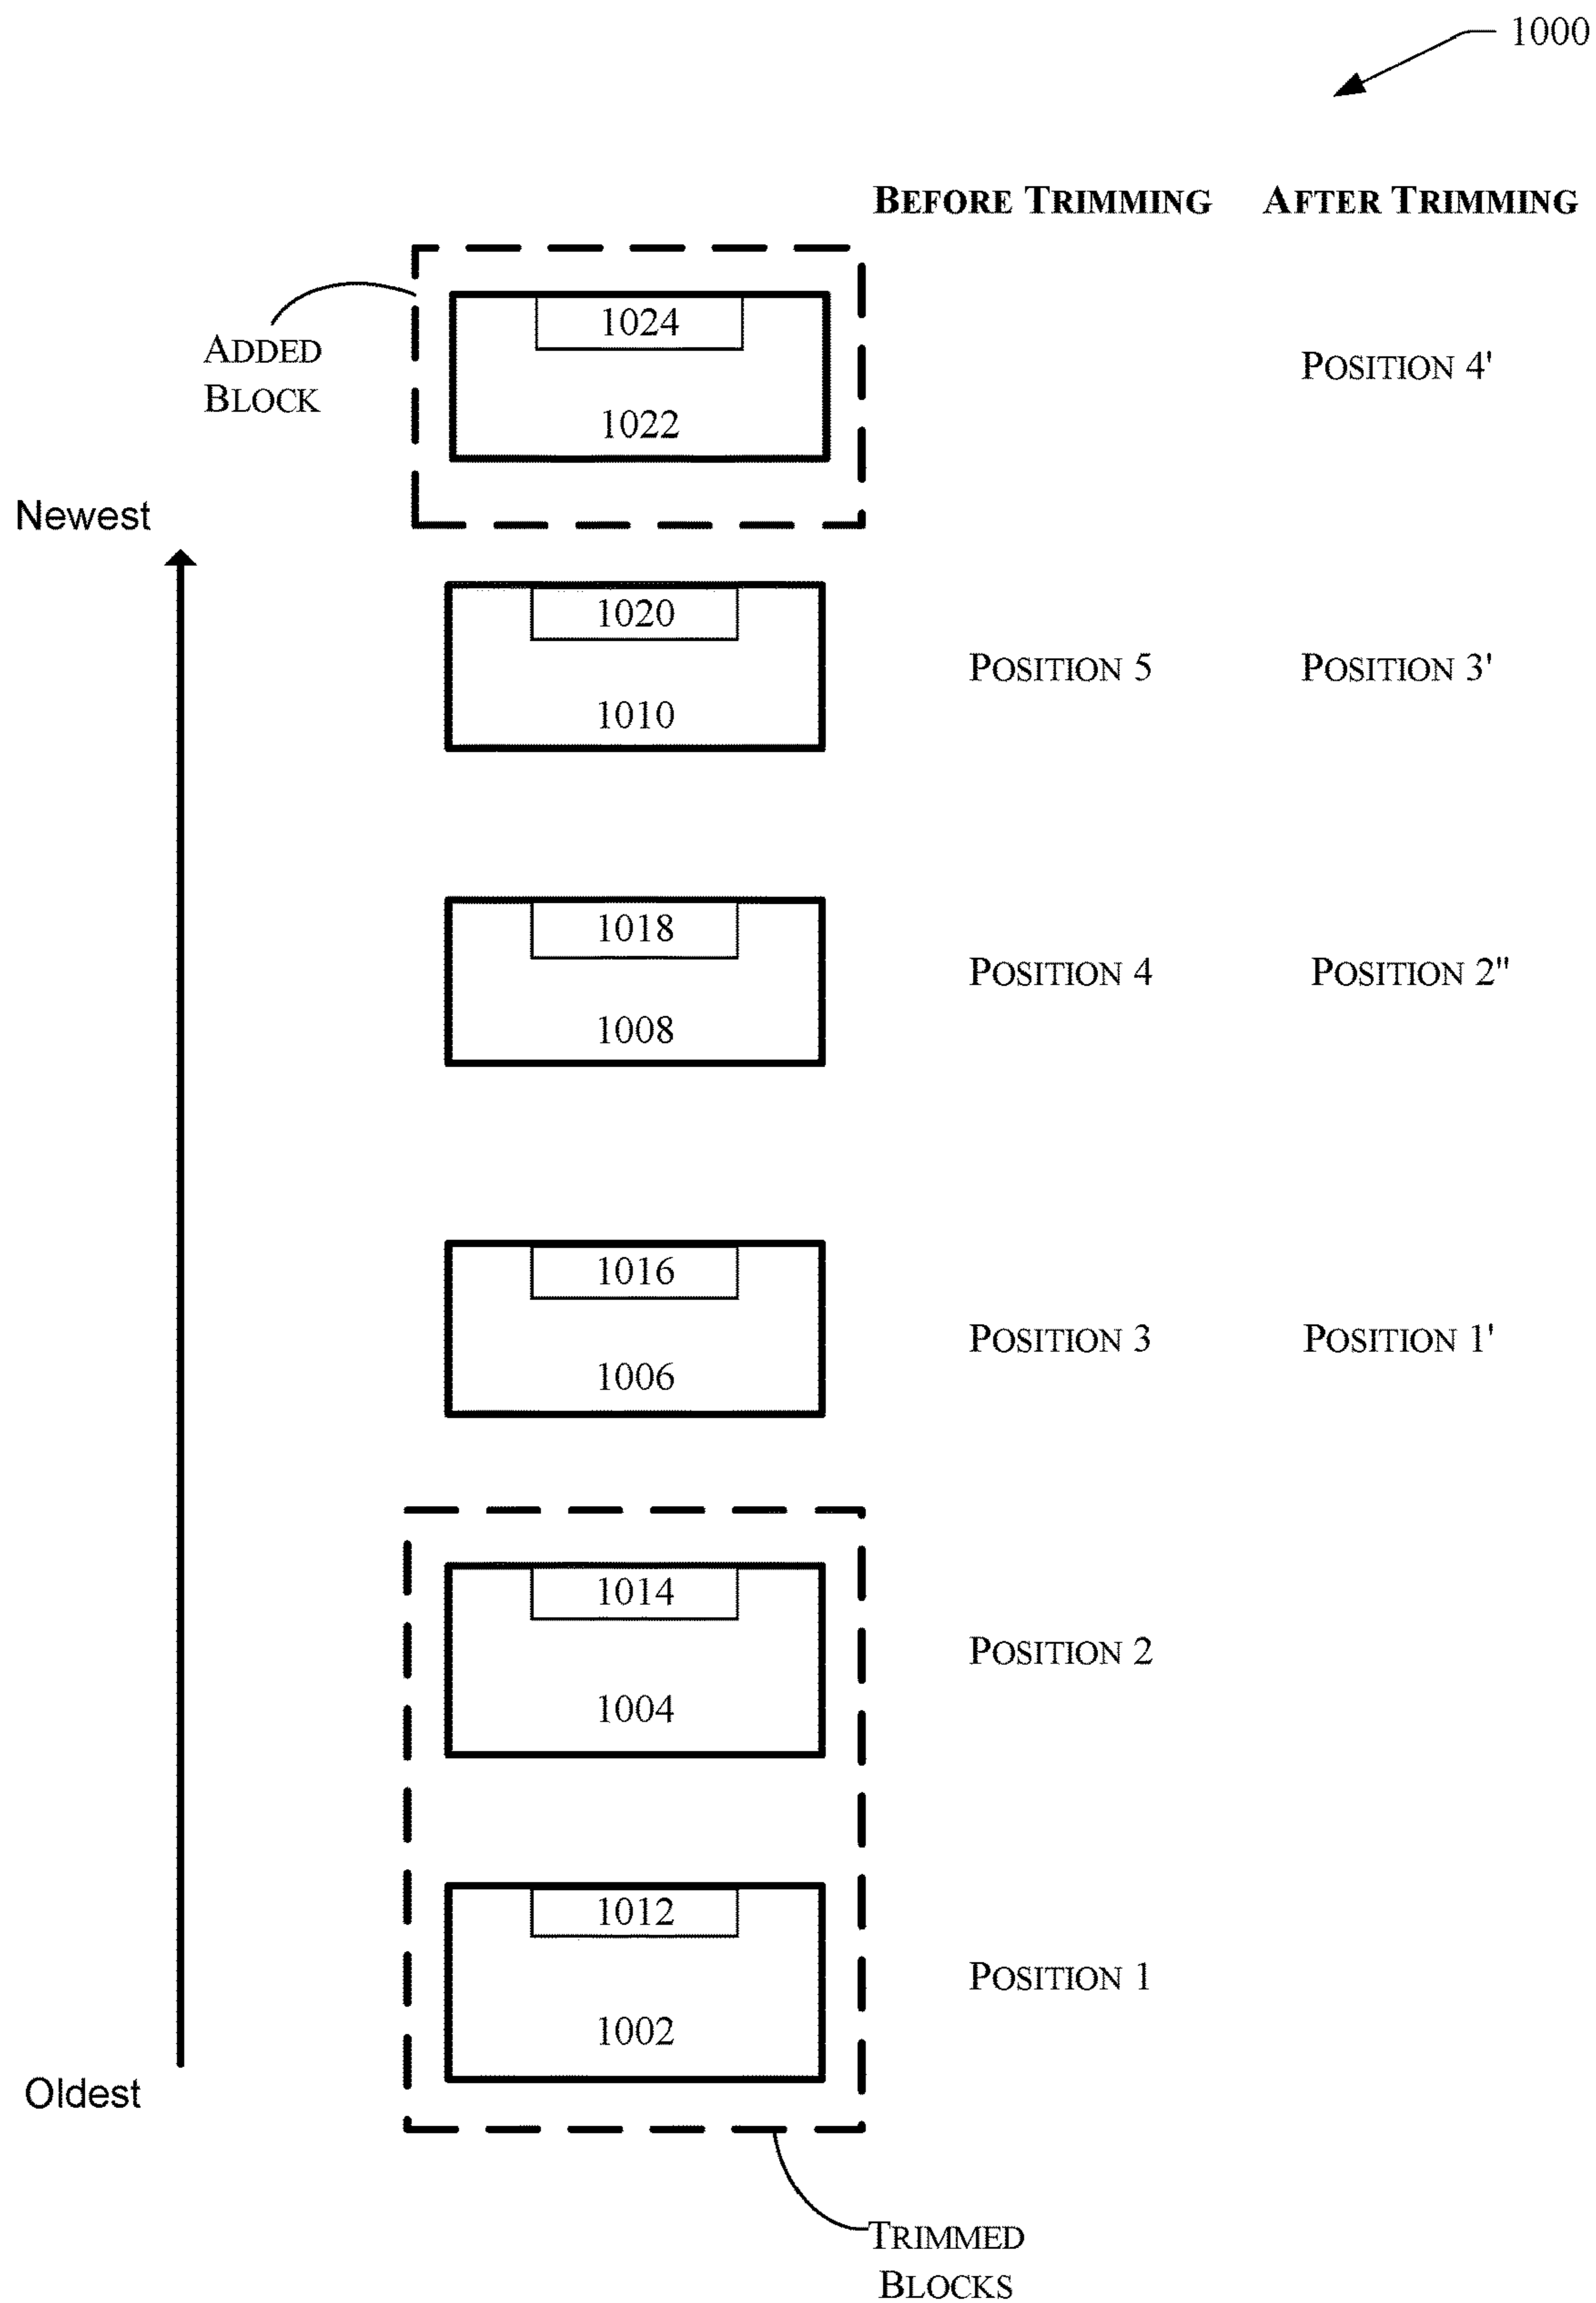 1000
BEFORE TRIMMING AFTER TRIMMING
1024
ADDED
BLOCK
POSITION 4'
1022
Newest
1020
POSITION 5 POSITION 3'
1010
1018
POSITION 4 POSITION 2"
1008
1016
POSITION 3 POSITION 1'
1006
1014
POSITION 2
1004
1012
POSITION 1
1002
Oldest
TRIMMED
BLOCKS